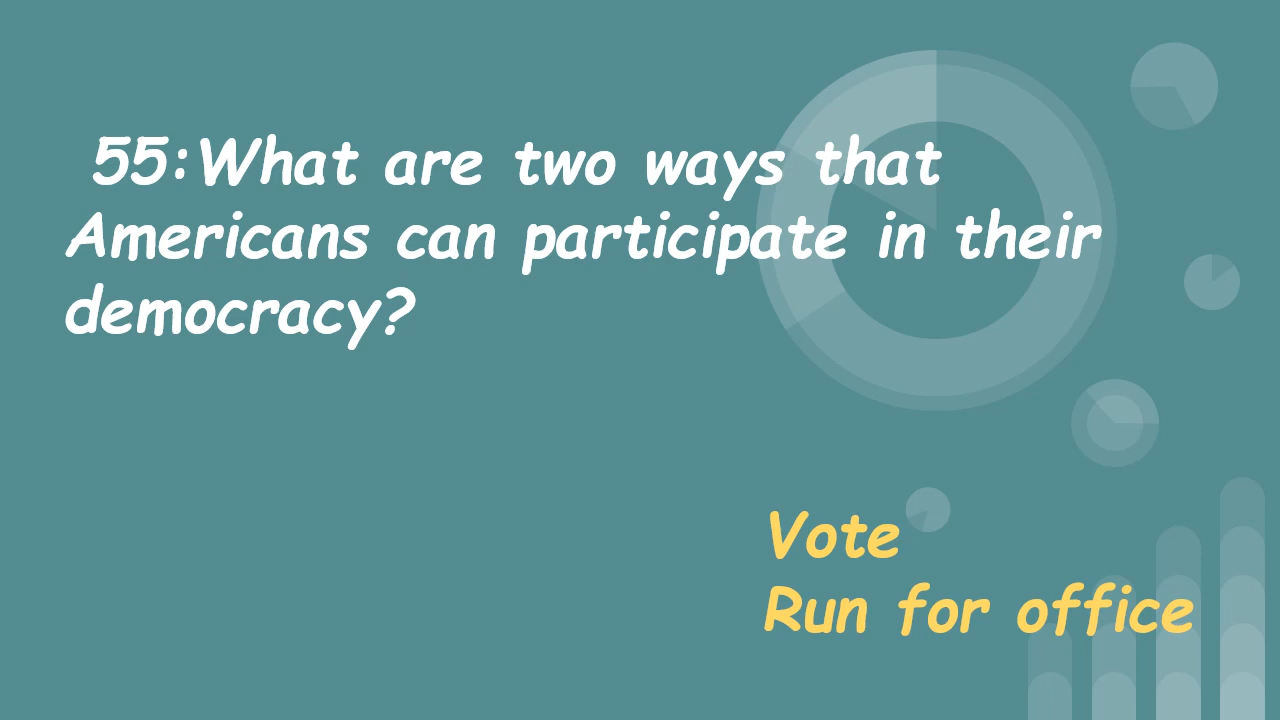 55:What are two ways that
Americans can participate in their
democracy?
Vote
Run for office